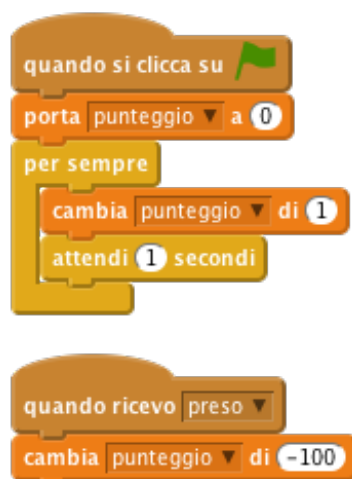 quando si clicca su
porta punteggio a 0
per sempre
cambia punteggio di 1
attendi 1 secondi
quando ricevo preso
cambia punteggio di -100